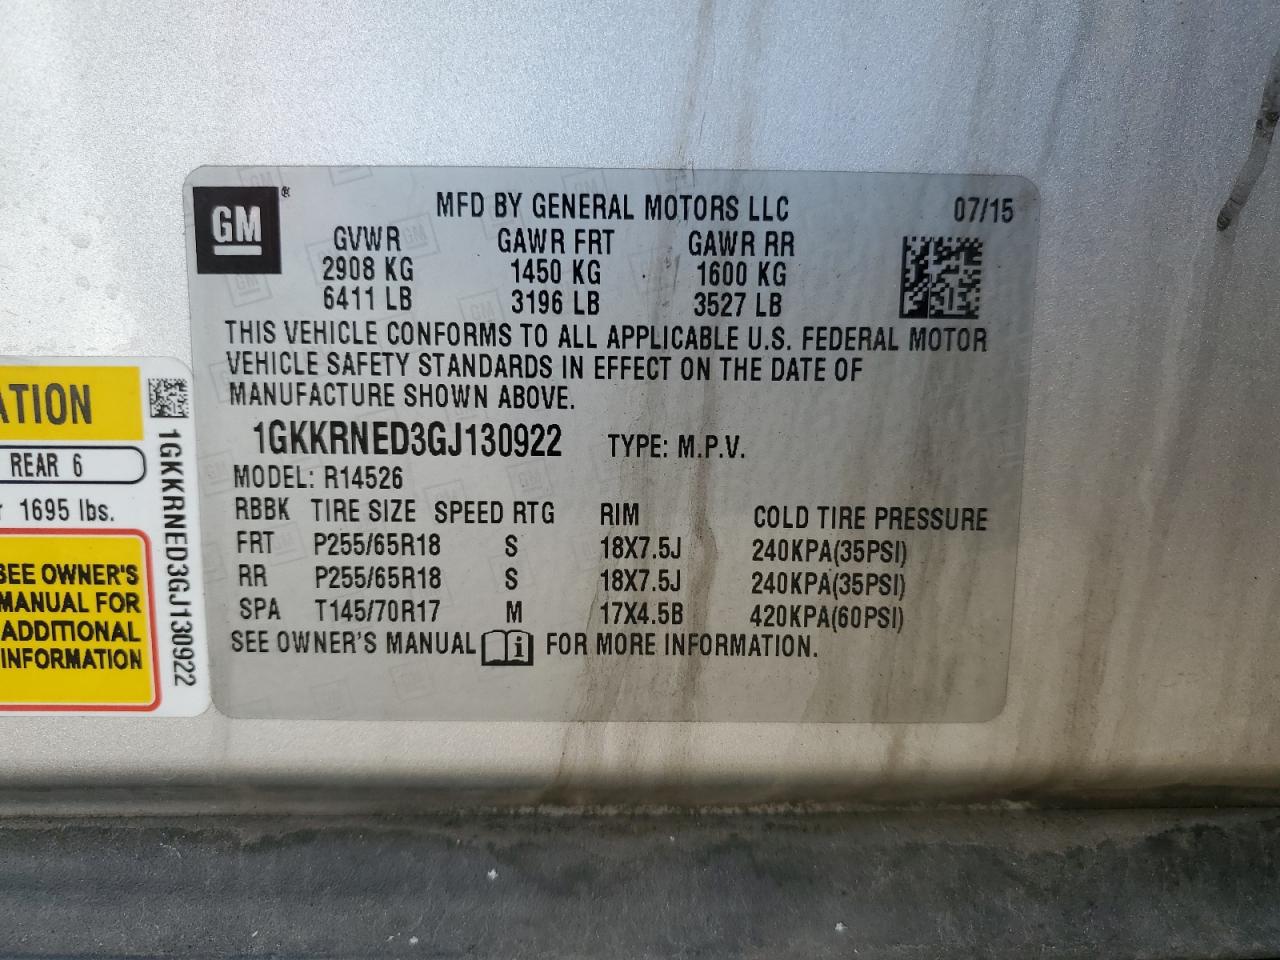 GM ®
MFD BY GENERAL MOTORS LLC 07/15
GVWR GAWR FRT GAWR RR
2908 KG 1450 KG 1600 KG
6411 LB 3196 LB 3527 LB
THIS VEHICLE CONFORMS TO ALL APPLICABLE U.S. FEDERAL MOTOR
VEHICLE SAFETY STANDARDS IN EFFECT ON THE DATE OF
MANUFACTURE SHOWN ABOVE.
1GKKRNED3GJ130922 TYPE: M.P.V.
MODEL: R14526
RBBK TIRE SIZE SPEED RTG RIM COLD TIRE PRESSURE
FRT P255/65R18 S 18X7.5J 240KPA(35PSI)
RR P255/65R18 S 18X7.5J 240KPA(35PSI)
SPA T145/70R17 M 17X4.5B 420KPA(60PSI)
SEE OWNER'S MANUAL i FOR MORE INFORMATION.
ATION
REAR 6
1695 lbs.
SEE OWNER'S
MANUAL FOR
ADDITIONAL
INFORMATION
1GKKRNED3GJ130922